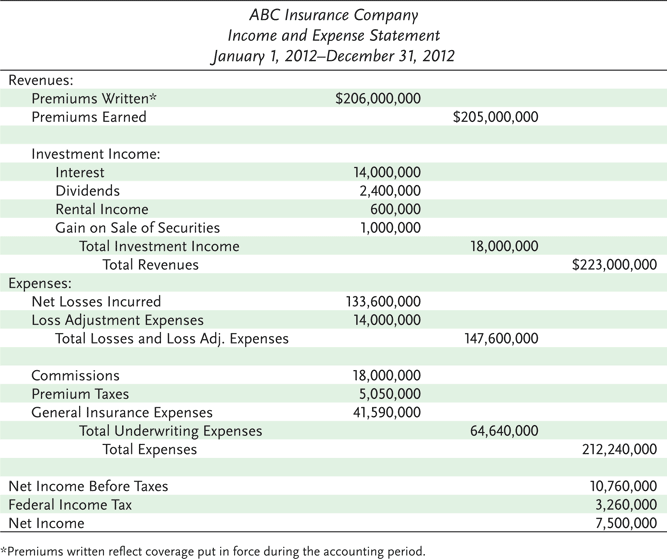 ABC Insurance Company
Income and Expense Statement
January 1, 2012–December 31, 2012
Revenues:
Premiums Written* $206,000,000
Premiums Earned $205,000,000
Investment Income:
Interest 14,000,000
Dividends 2,400,000
Rental Income 600,000
Gain on Sale of Securities 1,000,000
Total Investment Income 18,000,000
Total Revenues $223,000,000
Expenses:
Net Losses Incurred 133,600,000
Loss Adjustment Expenses 14,000,000
Total Losses and Loss Adj. Expenses 147,600,000
Commissions 18,000,000
Premium Taxes 5,050,000
General Insurance Expenses 41,590,000
Total Underwriting Expenses 64,640,000
Total Expenses 212,240,000
Net Income Before Taxes 10,760,000
Federal Income Tax 3,260,000
Net Income 7,500,000
*Premiums written reflect coverage put in force during the accounting period.